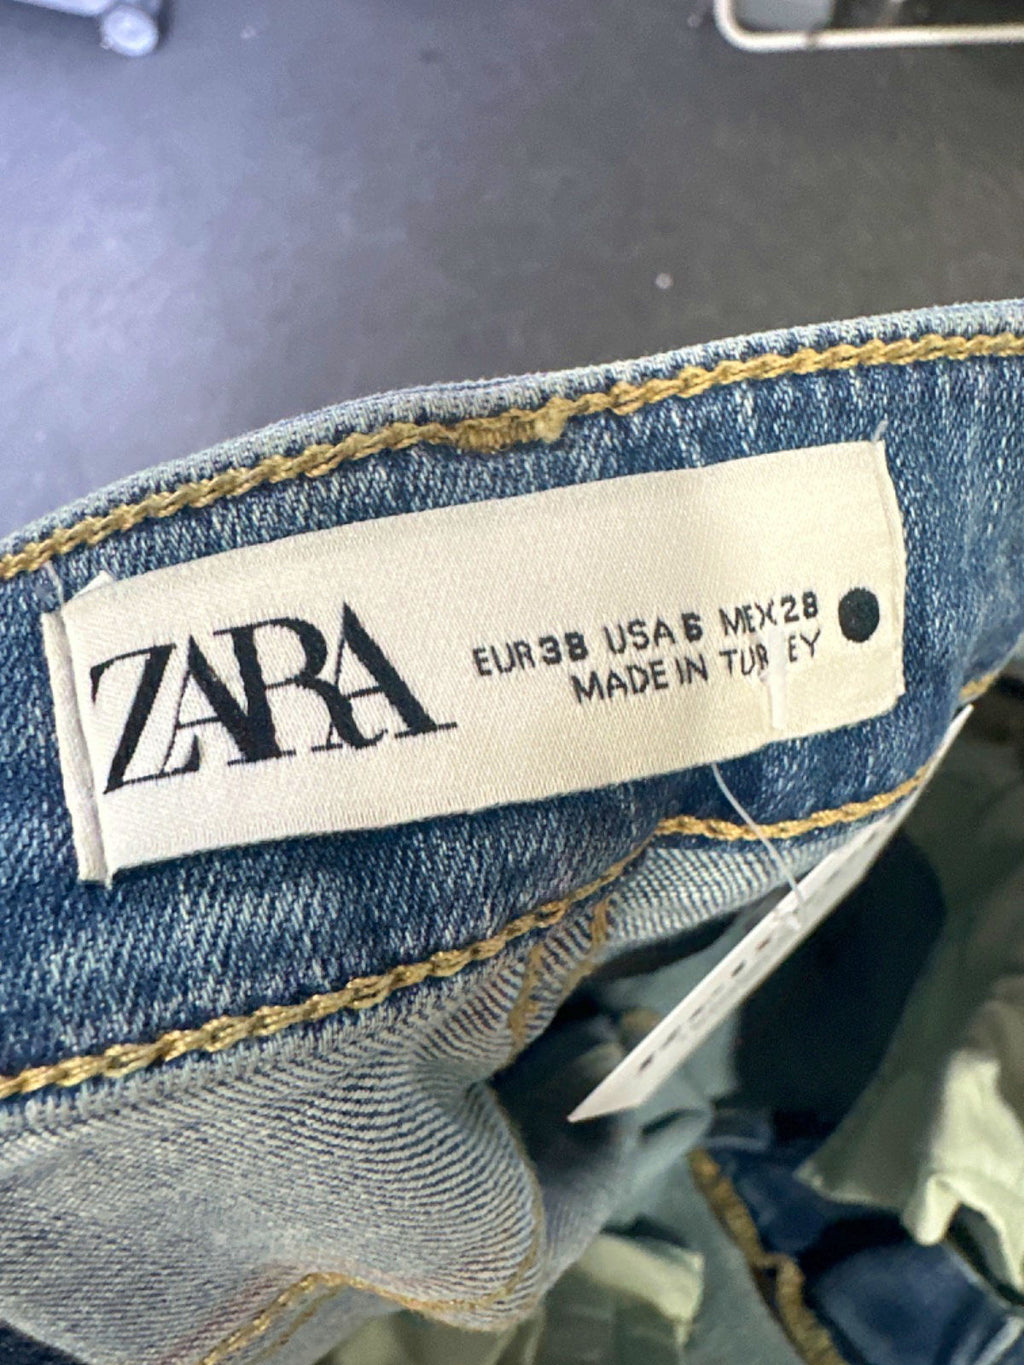 ZARA
EUR 38 USA 6 MEX 28
MADE IN TURKEY